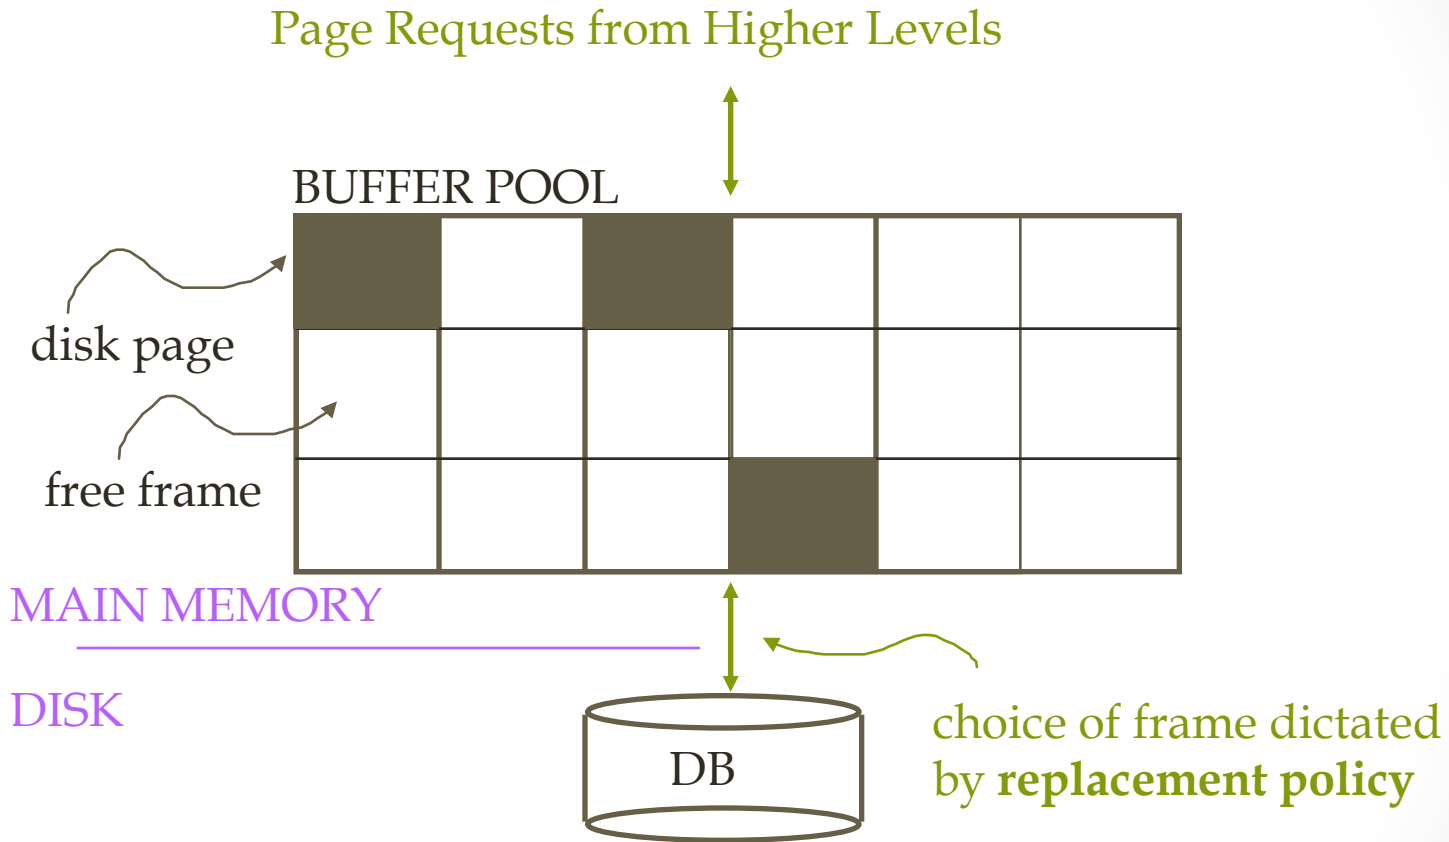 Page Requests from Higher Levels
BUFFER POOL
disk page
free frame
MAIN MEMORY
DISK
DB
choice of frame dictated
by replacement policy